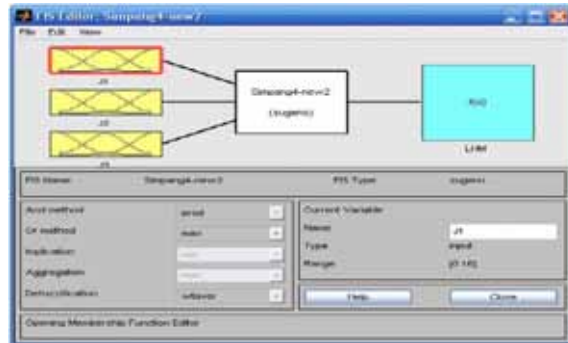 FIS Editor: Simpang4-new2
File Edit View
J1
J2
J3
Simpang4-new2
(sugeno)
f(u)
LHM
FIS Name: Simpang4-new2 FIS Type: sugeno
And method prod
Or method max
Implication
Aggregation
Defuzzification wtaver
Current Variable
Name J1
Type input
Range
Help Close
Opening Membership Function Editor